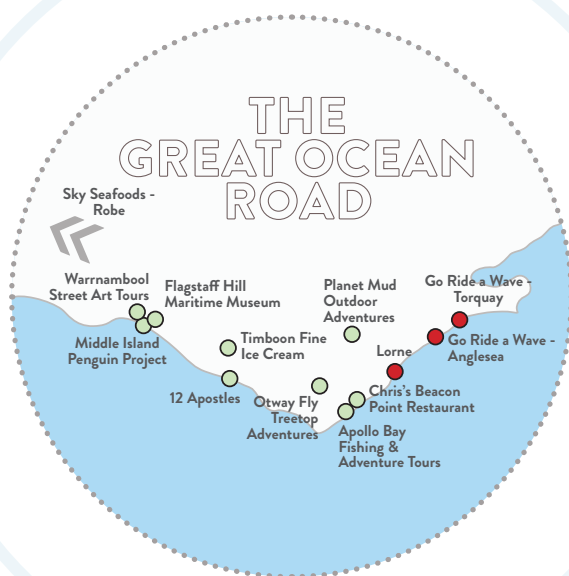 THE
GREAT OCEAN
ROAD
Sky Seafoods -
Robe
Warrnambool
Street Art Tours
Flagstaff Hill
Maritime Museum
Middle Island
Penguin Project
Timboon Fine
Ice Cream
12 Apostles
Planet Mud
Outdoor
Adventures
Otway Fly
Treetop
Adventures
Go Ride a Wave -
Torquay
Go Ride a Wave -
Anglesea
Lorne
Chris's Beacon
Point Restaurant
Apollo Bay
Fishing &
Adventure Tours